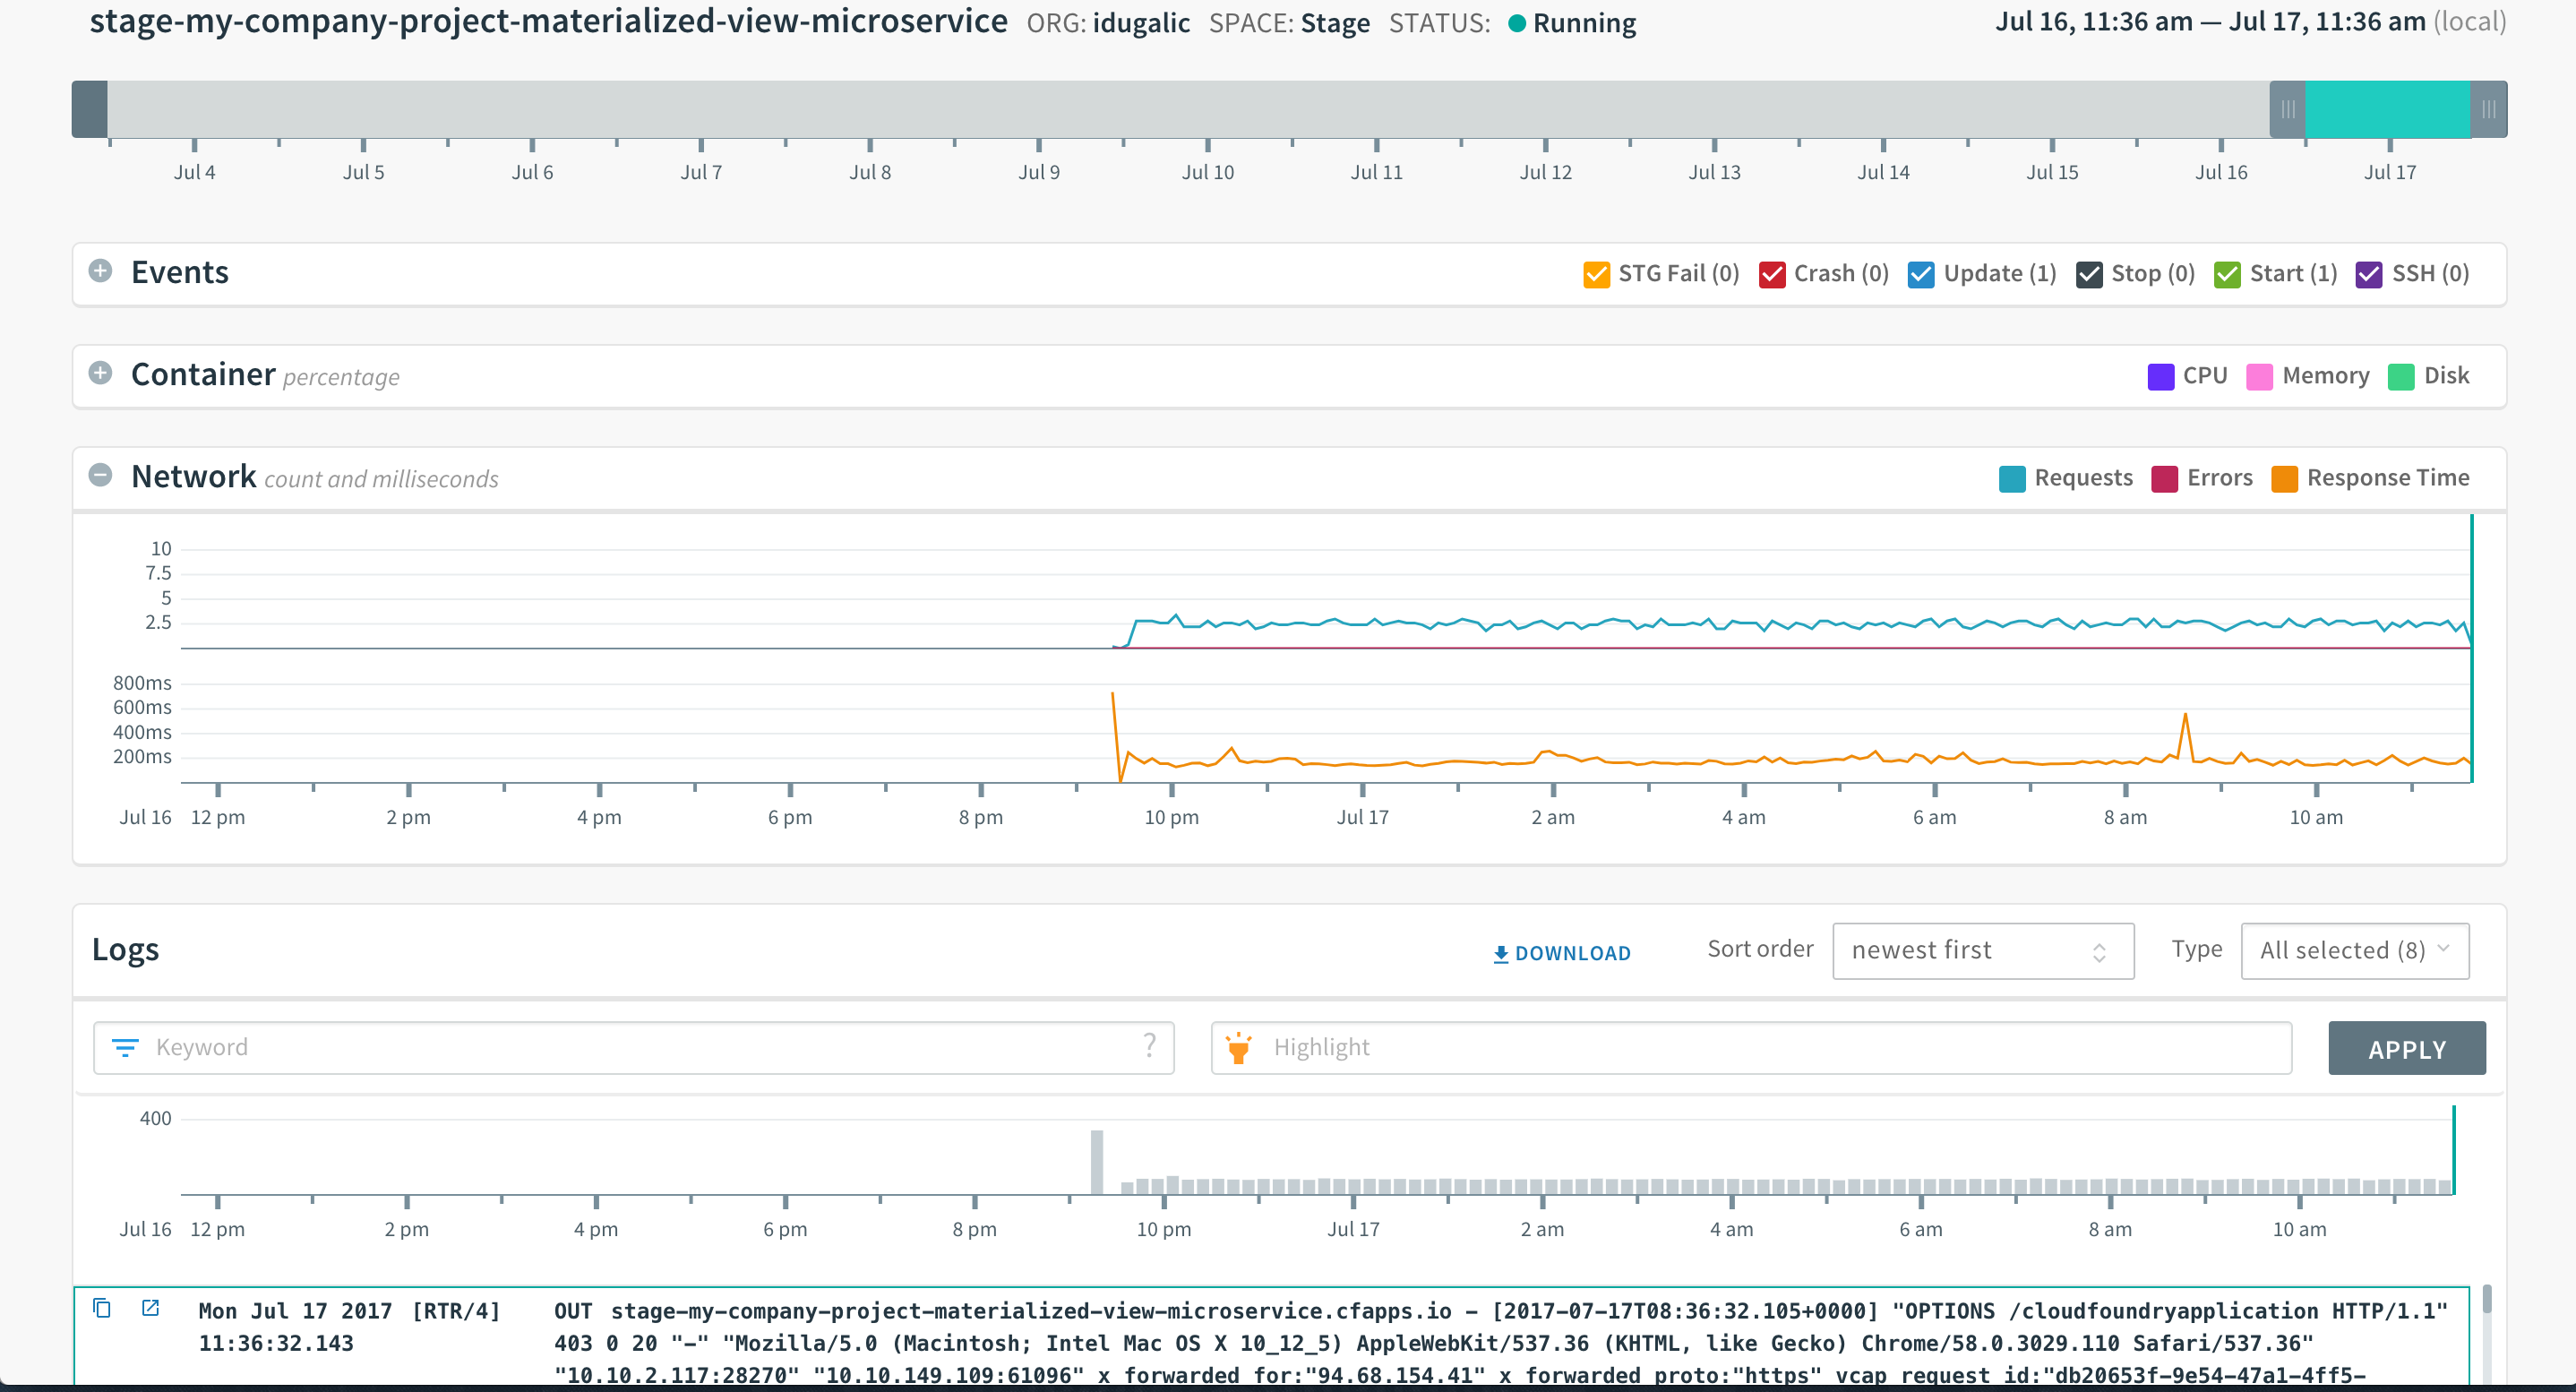 stage-my-company-project-materialized-view-microservice ORG: idugalic SPACE: Stage STATUS: Running Jul 16, 11:36 am — Jul 17, 11:36 am (local)
Jul 4 Jul 5 Jul 6 Jul 7 Jul 8 Jul 9 Jul 10 Jul 11 Jul 12 Jul 13 Jul 14 Jul 15 Jul 16 Jul 17
Events STG Fail (0) Crash (0) Update (1) Stop (0) Start (1) SSH (0)
Container percentage CPU Memory Disk
Network count and milliseconds Requests Errors Response Time
10
7.5
5
2.5
800ms
600ms
400ms
200ms
Jul 16 12 pm 2 pm 4 pm 6 pm 8 pm 10 pm Jul 17 2 am 4 am 6 am 8 am 10 am
Logs DOWNLOAD Sort order newest first Type All selected (8)
Keyword ? Highlight APPLY
400
Jul 16 12 pm 2 pm 4 pm 6 pm 8 pm 10 pm Jul 17 2 am 4 am 6 am 8 am 10 am
Mon Jul 17 2017 [RTR/4] OUT stage-my-company-project-materialized-view-microservice.cfapps.io - [2017-07-17T08:36:32.105+0000] "OPTIONS /cloudfoundryapplication HTTP/1.1"
11:36:32.143 403 0 20 "-" "Mozilla/5.0 (Macintosh; Intel Mac OS X 10_12_5) AppleWebKit/537.36 (KHTML, like Gecko) Chrome/58.0.3029.110 Safari/537.36"
"10.10.2.117:28270" "10.10.149.109:61096" x_forwarded_for:"94.68.154.41" x_forwarded_proto:"https" vcap_request_id:"db20653f-9e54-47a1-4ff5-